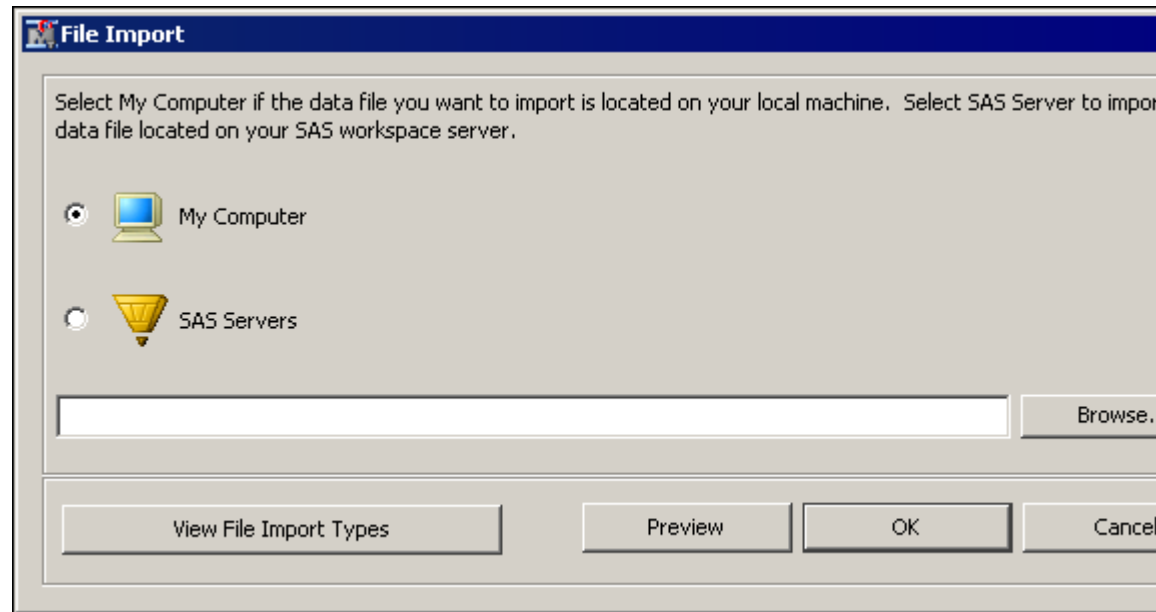 File Import
Select My Computer if the data file you want to import is located on your local machine.  Select SAS Server to impor
data file located on your SAS workspace server.
My Computer
SAS Servers
Browse.
View File Import Types
Preview
OK
Cancel